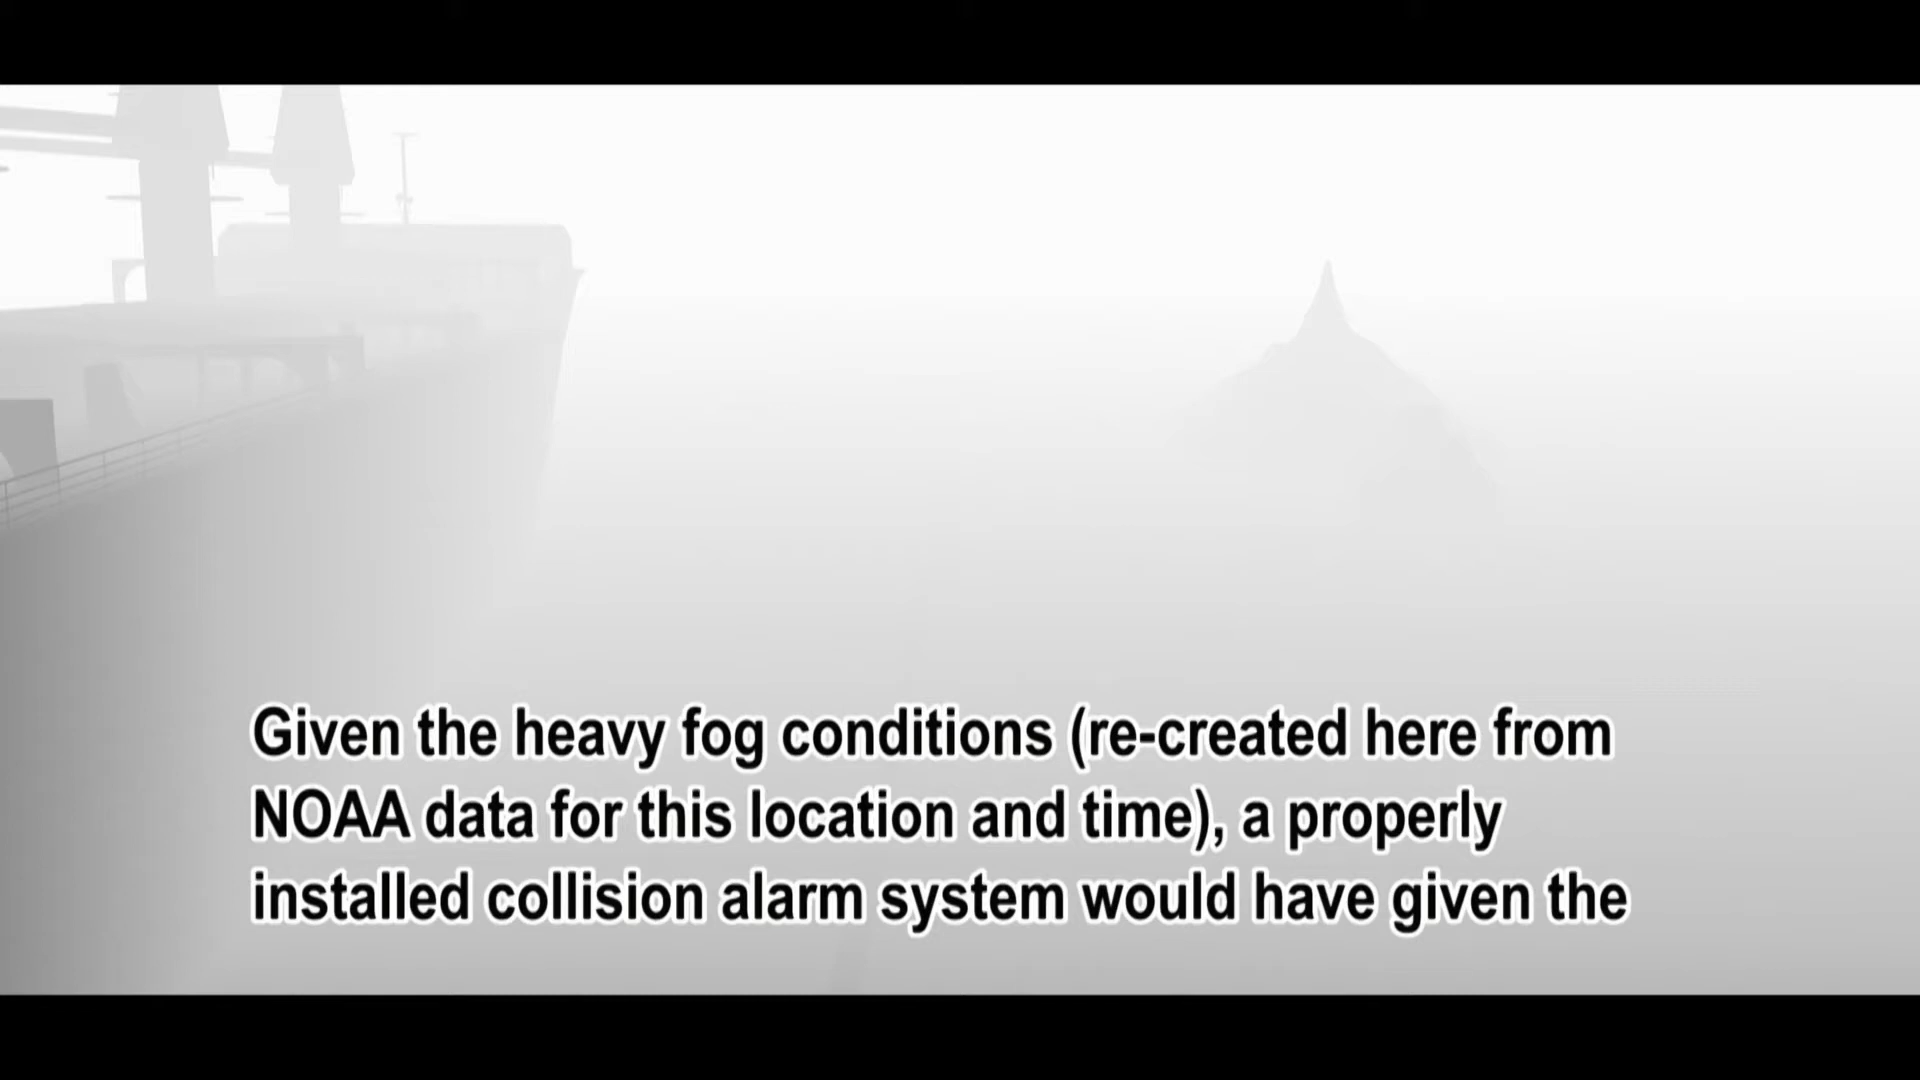 Given the heavy fog conditions (re-created here from
NOAA data for this location and time), a properly
installed collision alarm system would have given the